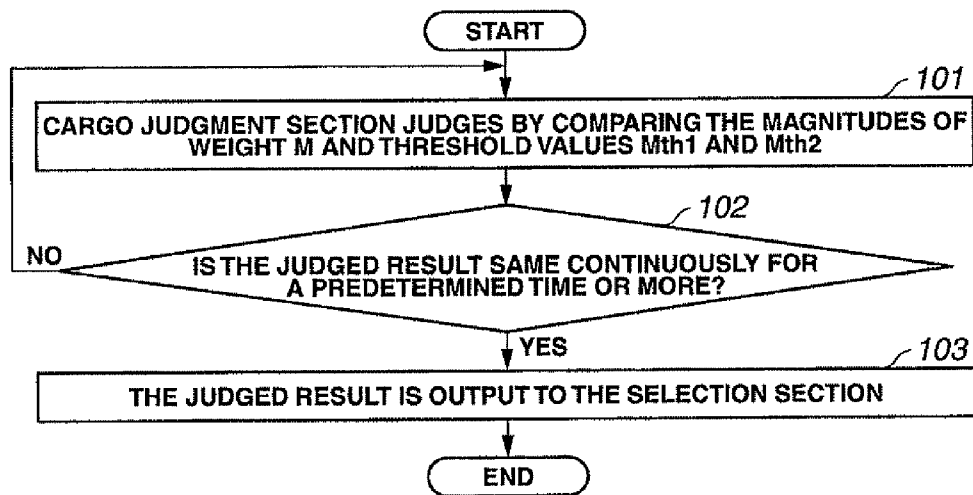 START
101
CARGO JUDGMENT SECTION JUDGES BY COMPARING THE MAGNITUDES OF
WEIGHT M AND THRESHOLD VALUES Mth1 AND Mth2
102
NO
IS THE JUDGED RESULT SAME CONTINUOUSLY FOR
A PREDETERMINED TIME OR MORE?
YES
103
THE JUDGED RESULT IS OUTPUT TO THE SELECTION SECTION
END